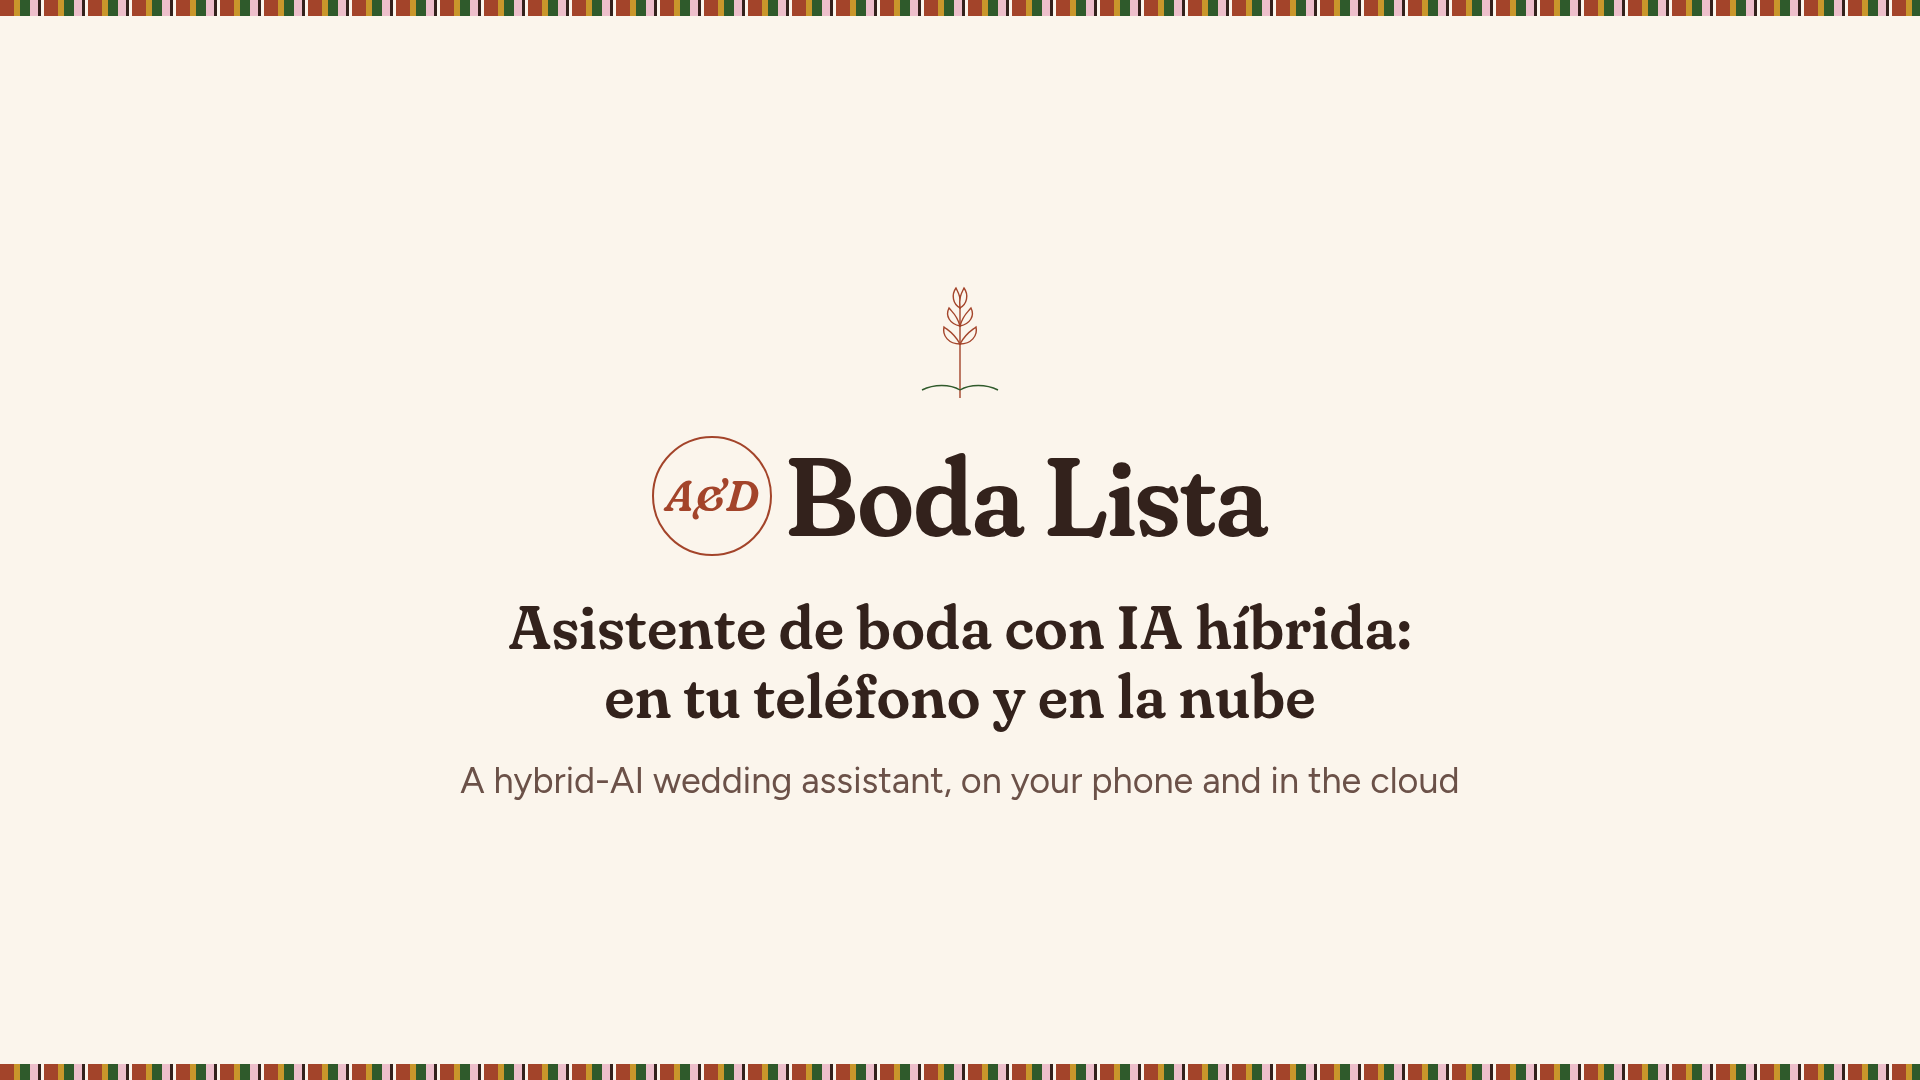 A&D
Boda Lista
Asistente de boda con IA híbrida:
en tu teléfono y en la nube
A hybrid-AI wedding assistant, on your phone and in the cloud